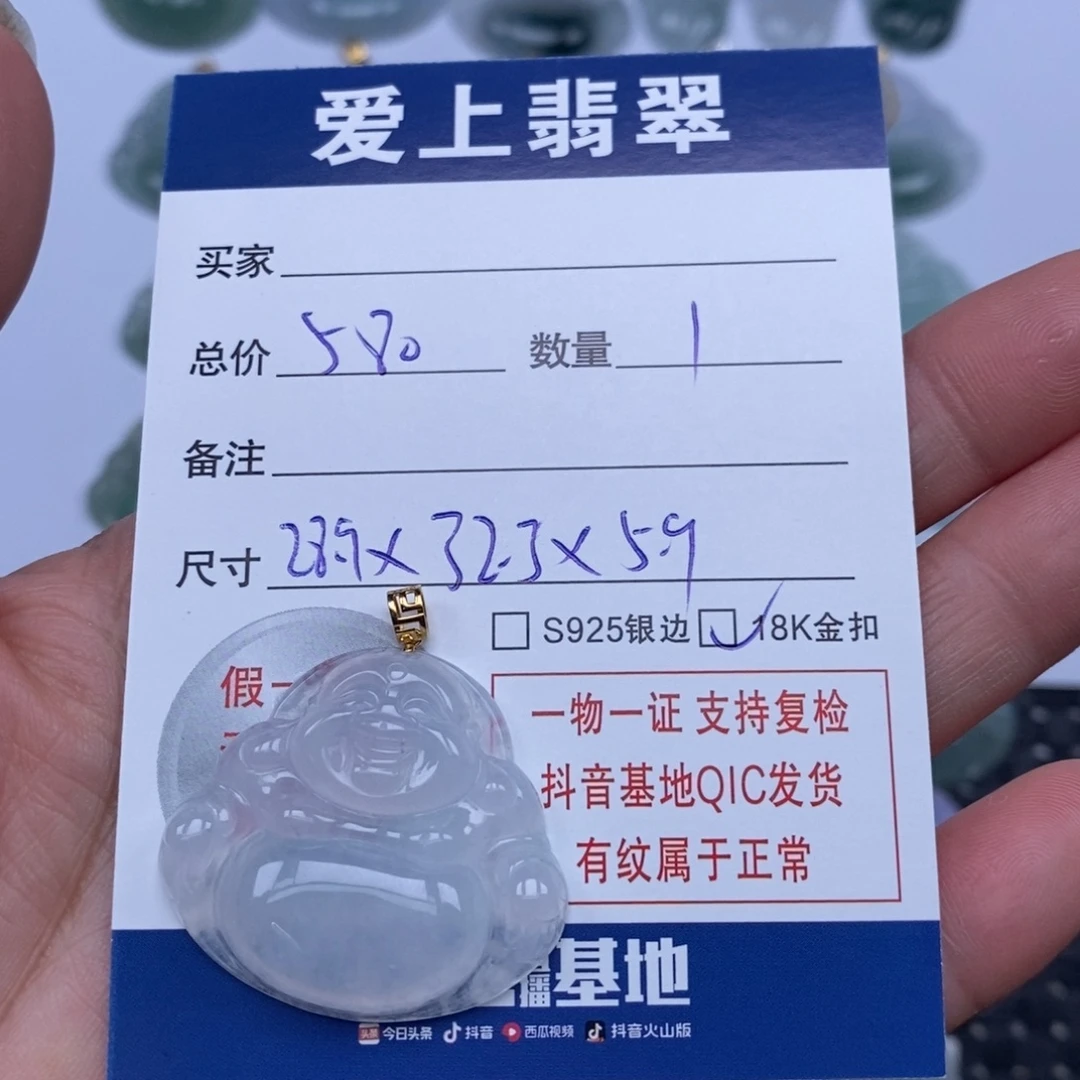 爱上翡翠
买家
总价 580 数量 1
备注
尺寸 28.9x32.3x5.9
S925银边 18K金扣
假一
一物一证 支持复检
抖音基地QIC发货
有纹属于正常
播基地
今日头条 抖音 西瓜视频 抖音火山版